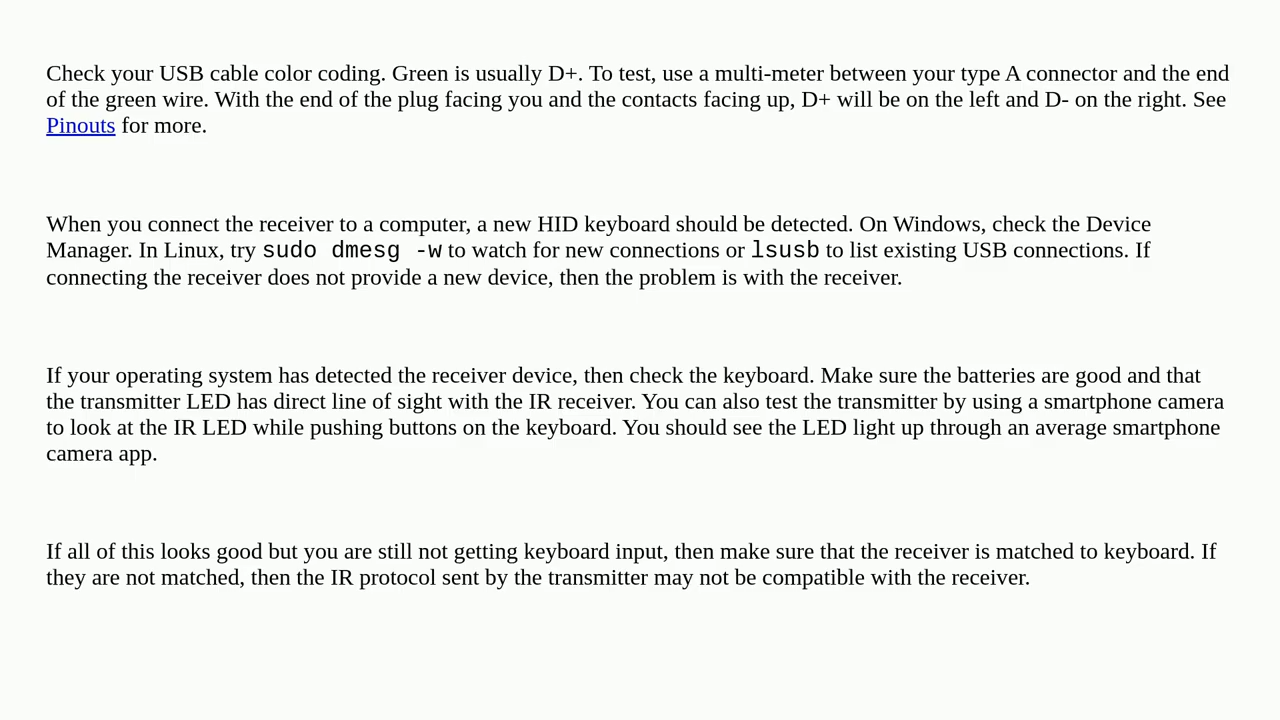 Check your USB cable color coding. Green is usually D+. To test, use a multi-meter between your type A connector and the end
of the green wire. With the end of the plug facing you and the contacts facing up, D+ will be on the left and D- on the right. See
Pinouts for more.
When you connect the receiver to a computer, a new HID keyboard should be detected. On Windows, check the Device
Manager. In Linux, try sudo dmesg -w to watch for new connections or lsusb to list existing USB connections. If
connecting the receiver does not provide a new device, then the problem is with the receiver.
If your operating system has detected the receiver device, then check the keyboard. Make sure the batteries are good and that
the transmitter LED has direct line of sight with the IR receiver. You can also test the transmitter by using a smartphone camera
to look at the IR LED while pushing buttons on the keyboard. You should see the LED light up through an average smartphone
camera app.
If all of this looks good but you are still not getting keyboard input, then make sure that the receiver is matched to keyboard. If
they are not matched, then the IR protocol sent by the transmitter may not be compatible with the receiver.